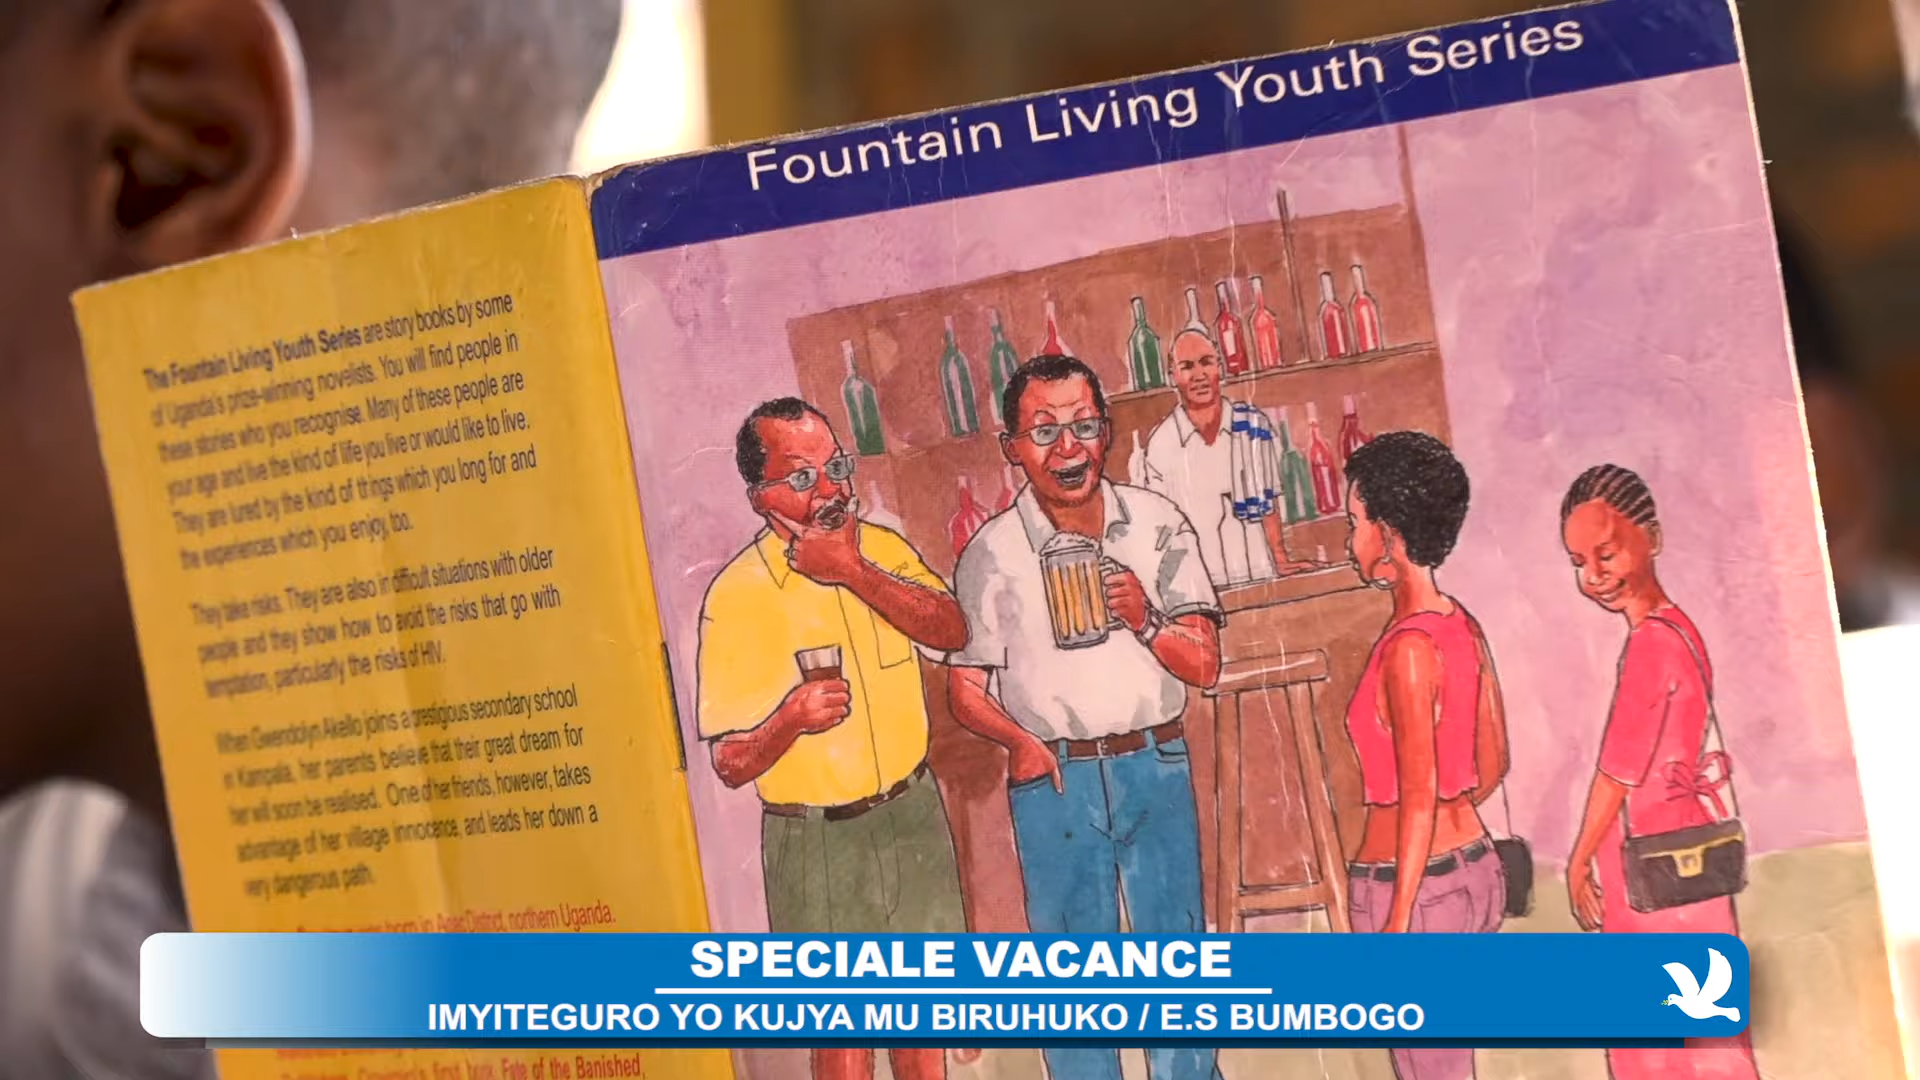 Fountain Living Youth Series
The Fountain Living Youth Series are story books by some
of Uganda's prize-winning novelists. You will find people in
these stories who you recognise. Many of these people are
your age and live the kind of life you live or would like to live.
They are lured by the kind of things which you long for and
the experiences which you enjoy, too.
They take risks. They are also in difficult situations with older
people and they show how to avoid the risks that go with
temptation, particularly the risks of HIV.
When Gwendolyn Akello joins a prestigious secondary school
in Kampala, her parents believe that their great dream for
her will soon be realised. One of her friends, however, takes
advantage of her village innocence, and leads her down a
very dangerous path.
born in Apac District, northern Uganda.
SPECIALE VACANCE
IMYITEGURO YO KUJYA MU BIRUHUKO / E.S BUMBOGO
first book Fate of the Banished,